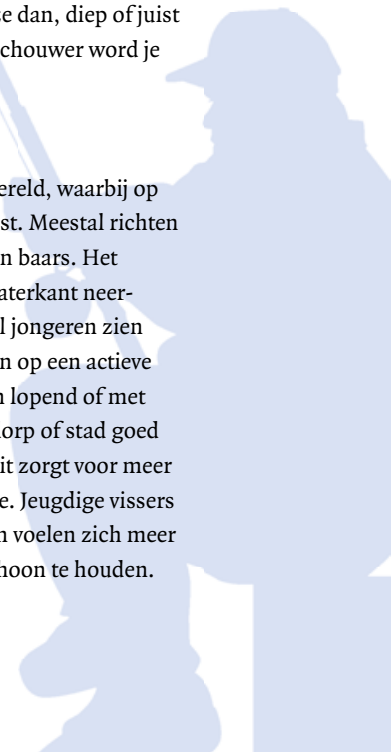 ze dan, diep of juist
schouwer word je
ereld, waarbij op
st. Meestal richten
n baars. Het
aterkant neer-
l jongeren zien
n op een actieve
n lopend of met
orp of stad goed
it zorgt voor meer
e. Jeugdige vissers
n voelen zich meer
hoon te houden.